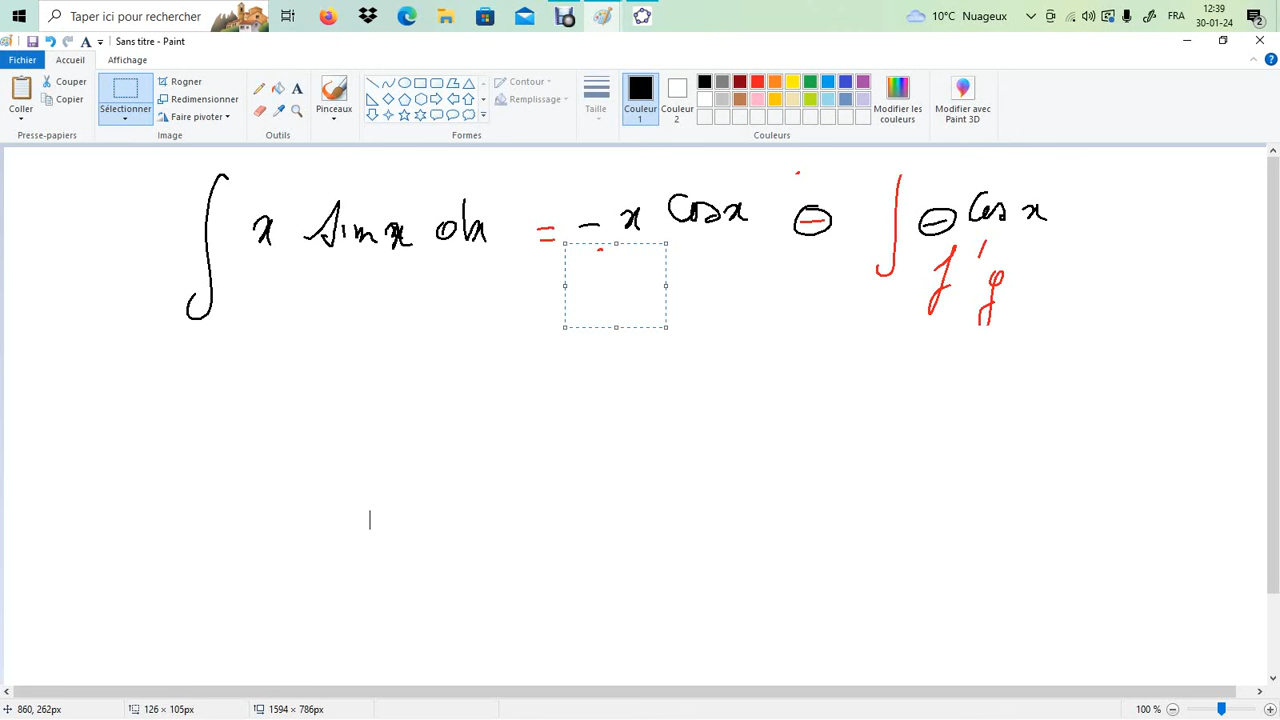 Taper ici pour rechercher
10°C Nuageux
FRA
12:39
30-01-24
2
Sans titre - Paint
Fichier
Accueil
Affichage
Coller
Couper
Copier
Presse-papiers
Sélectionner
Rogner
Redimensionner
Faire pivoter
Image
A
Outils
Pinceaux
Contour
Remplissage
Formes
Taille
Couleur 1
Couleur 2
Modifier les couleurs
Couleurs
Modifier avec Paint 3D
∫ x sin x dx = - x cos x ⊖ ∫ ⊖ cos x
f' g
860, 262px
126 × 105px
1594 × 786px
100 %